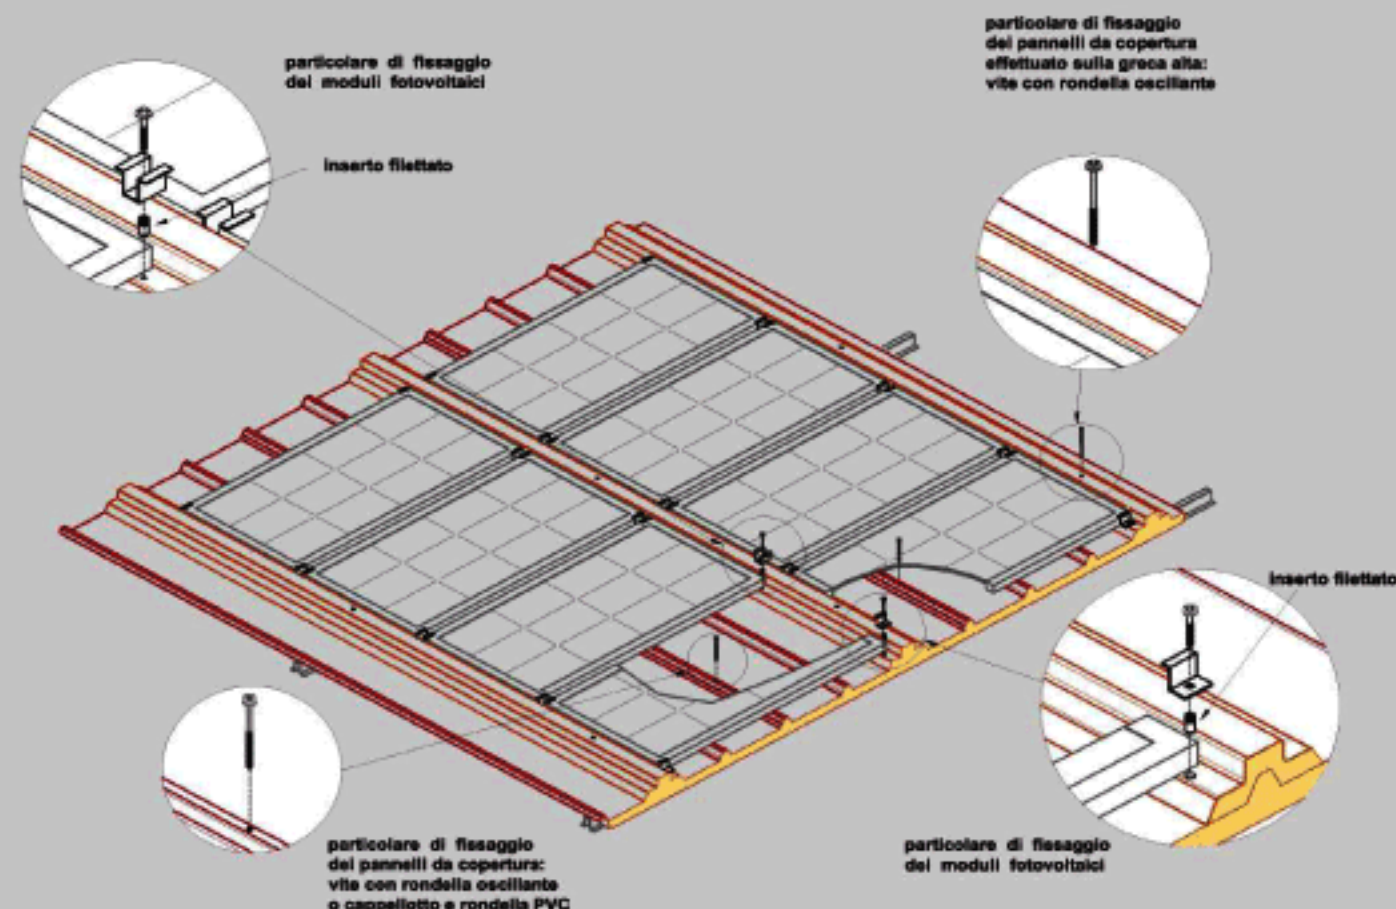 particolare di fissaggio
dei moduli fotovoltaici
inserto filettato
particolare di fissaggio
dei pannelli da copertura
effettuato sulla greca alta:
vite con rondella oscillante
inserto filettato
particolare di fissaggio
dei pannelli da copertura:
vite con rondella oscillante
o cappellotto e rondella PVC
particolare di fissaggio
dei moduli fotovoltaici